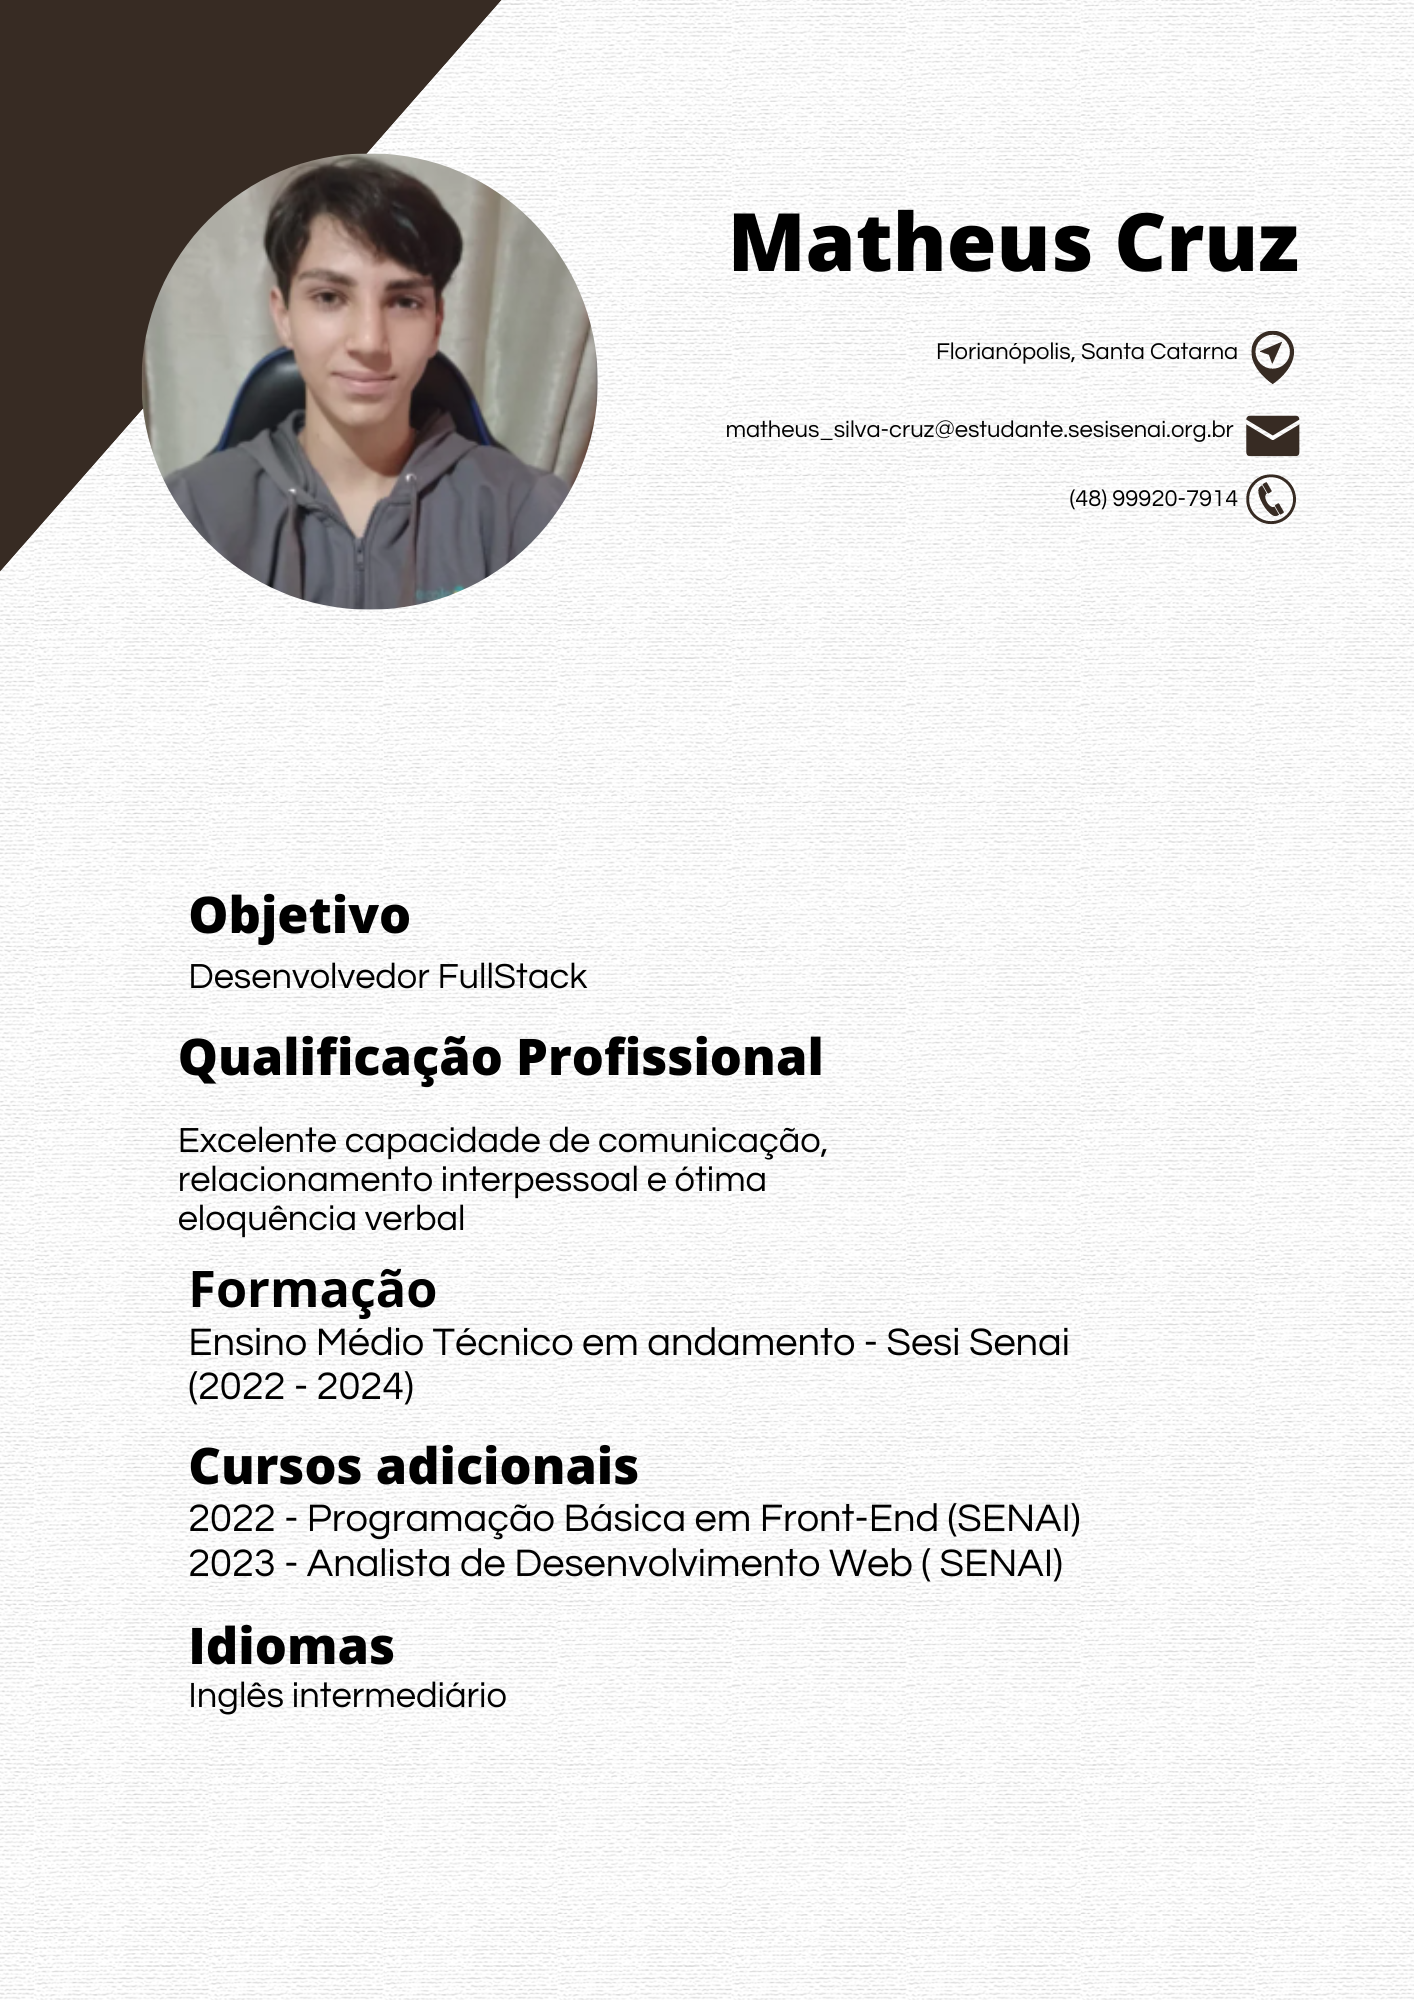 Matheus Cruz
Florianópolis, Santa Catarna
matheus_silva-cruz@estudante.sesisenai.org.br
(48) 99920-7914
Objetivo
Desenvolvedor FullStack
Qualificação Profissional
Excelente capacidade de comunicação,
relacionamento interpessoal e ótima
eloquência verbal
Formação
Ensino Médio Técnico em andamento - Sesi Senai
(2022 - 2024)
Cursos adicionais
2022 - Programação Básica em Front-End (SENAI)
2023 - Analista de Desenvolvimento Web ( SENAI)
Idiomas
Inglês intermediário